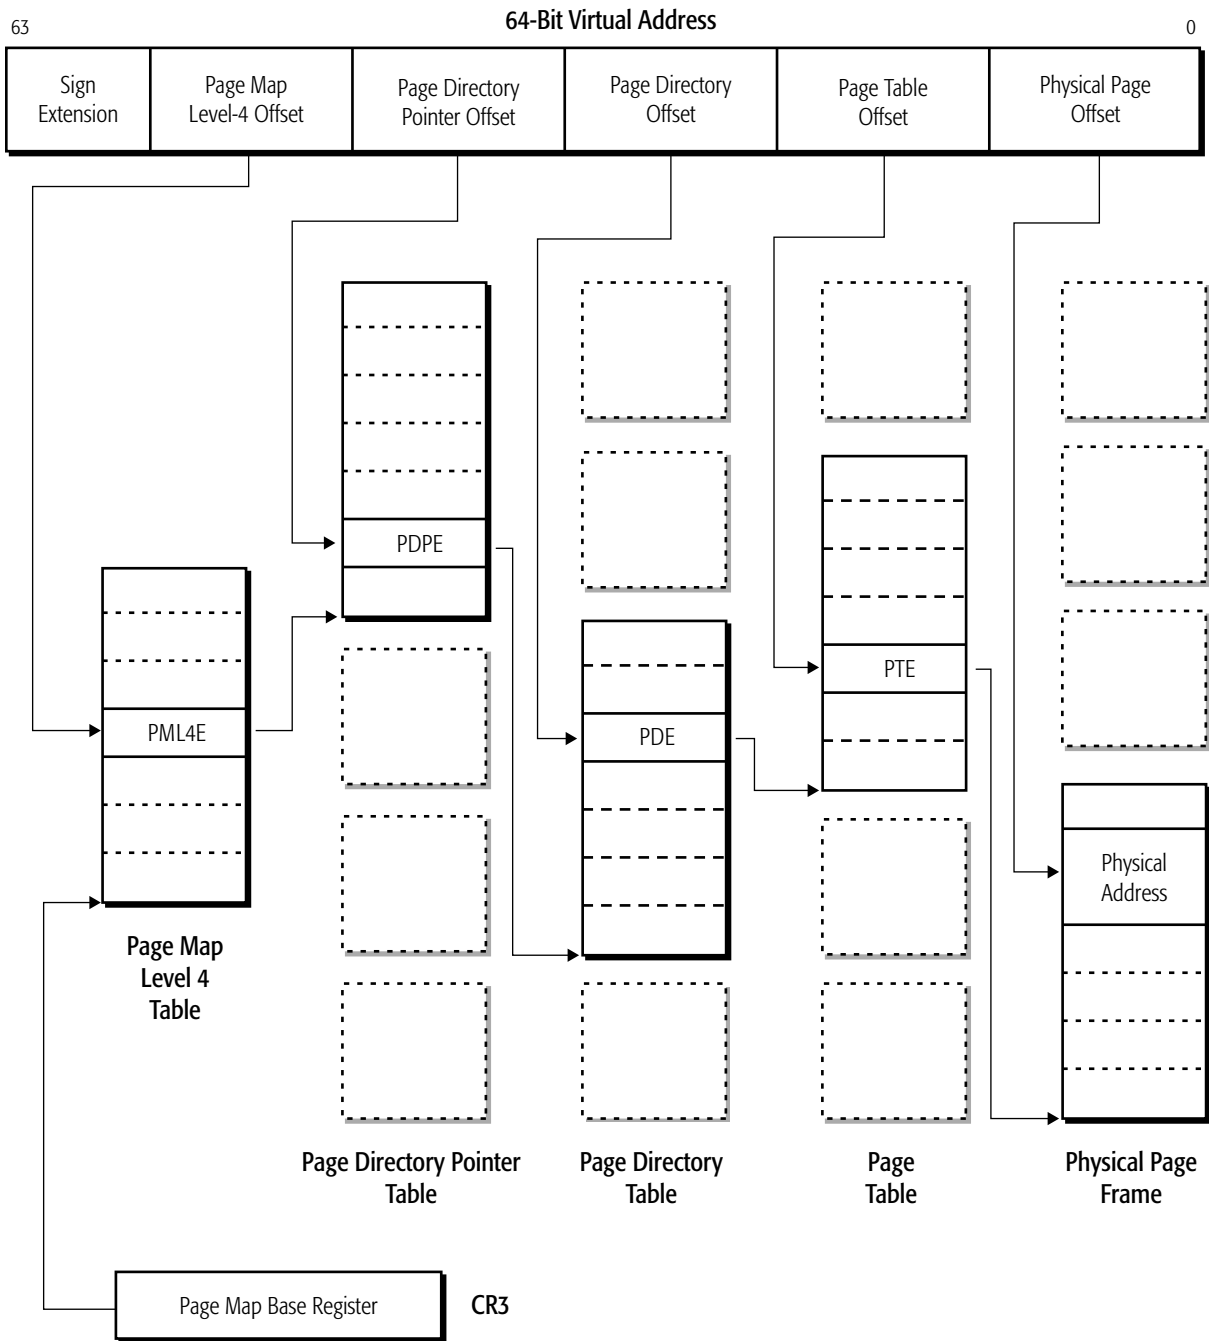 64-Bit Virtual Address
63
0
Sign
Extension
Page Map
Level-4 Offset
Page Directory
Pointer Offset
Page Directory
Offset
Page Table
Offset
Physical Page
Offset
PDPE
PTE
PML4E
PDE
Physical
Address
Page Map
Level 4
Table
Page Directory Pointer
Table
Page Directory
Table
Page
Table
Physical Page
Frame
Page Map Base Register
CR3